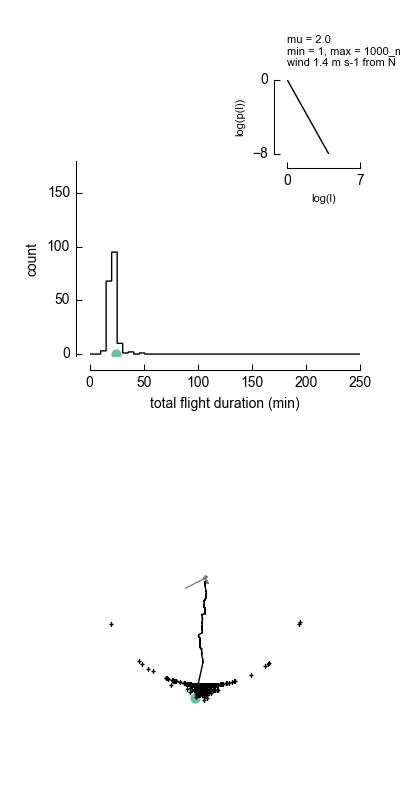 mu = 2.0
min = 1, max = 1000_m
wind 1.4 m s-1 from N
log(p(l))
0
−8
0 7
log(l)
count
150
100
50
0
0 50 100 150 200 250
total flight duration (min)